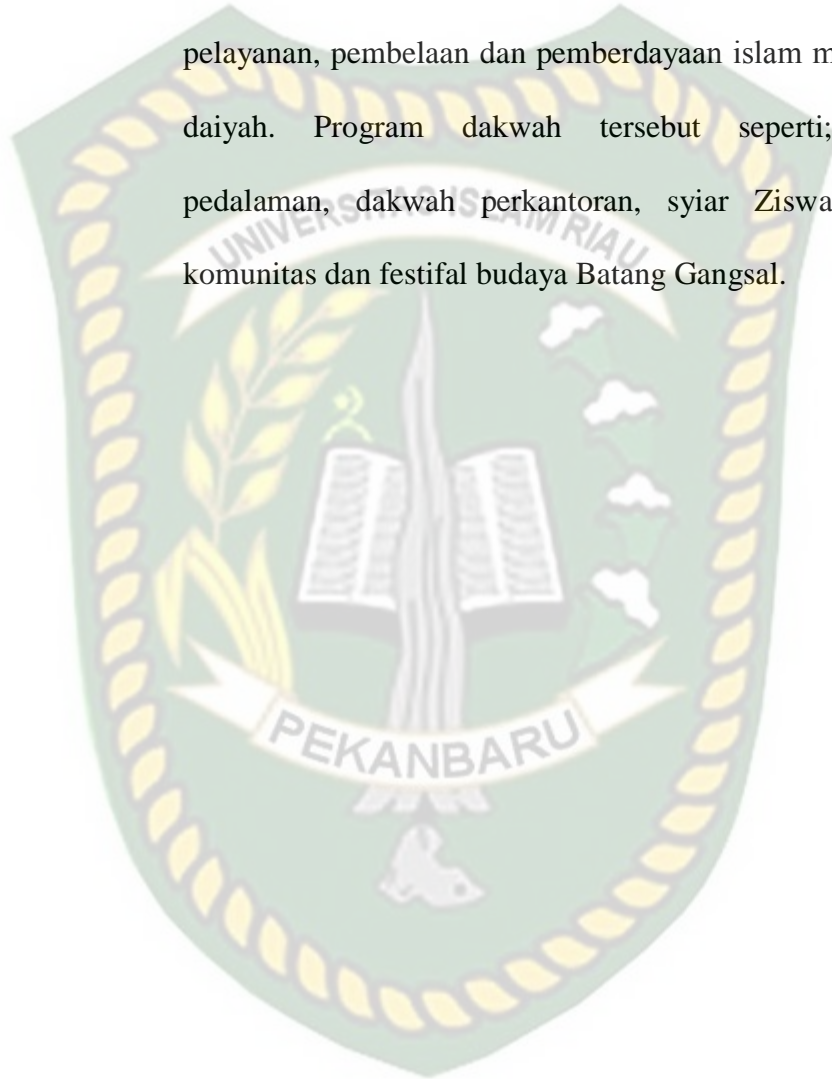 pelayanan, pembelaan dan pemberdayaan islam
daiyah. Program dakwah tersebut seperti;
pedalaman, dakwah perkantoran, syiar
komunitas dan festifal budaya Batang Gangsal.
UNIVERSITAS ISLAM RIAU
PEKANBARU